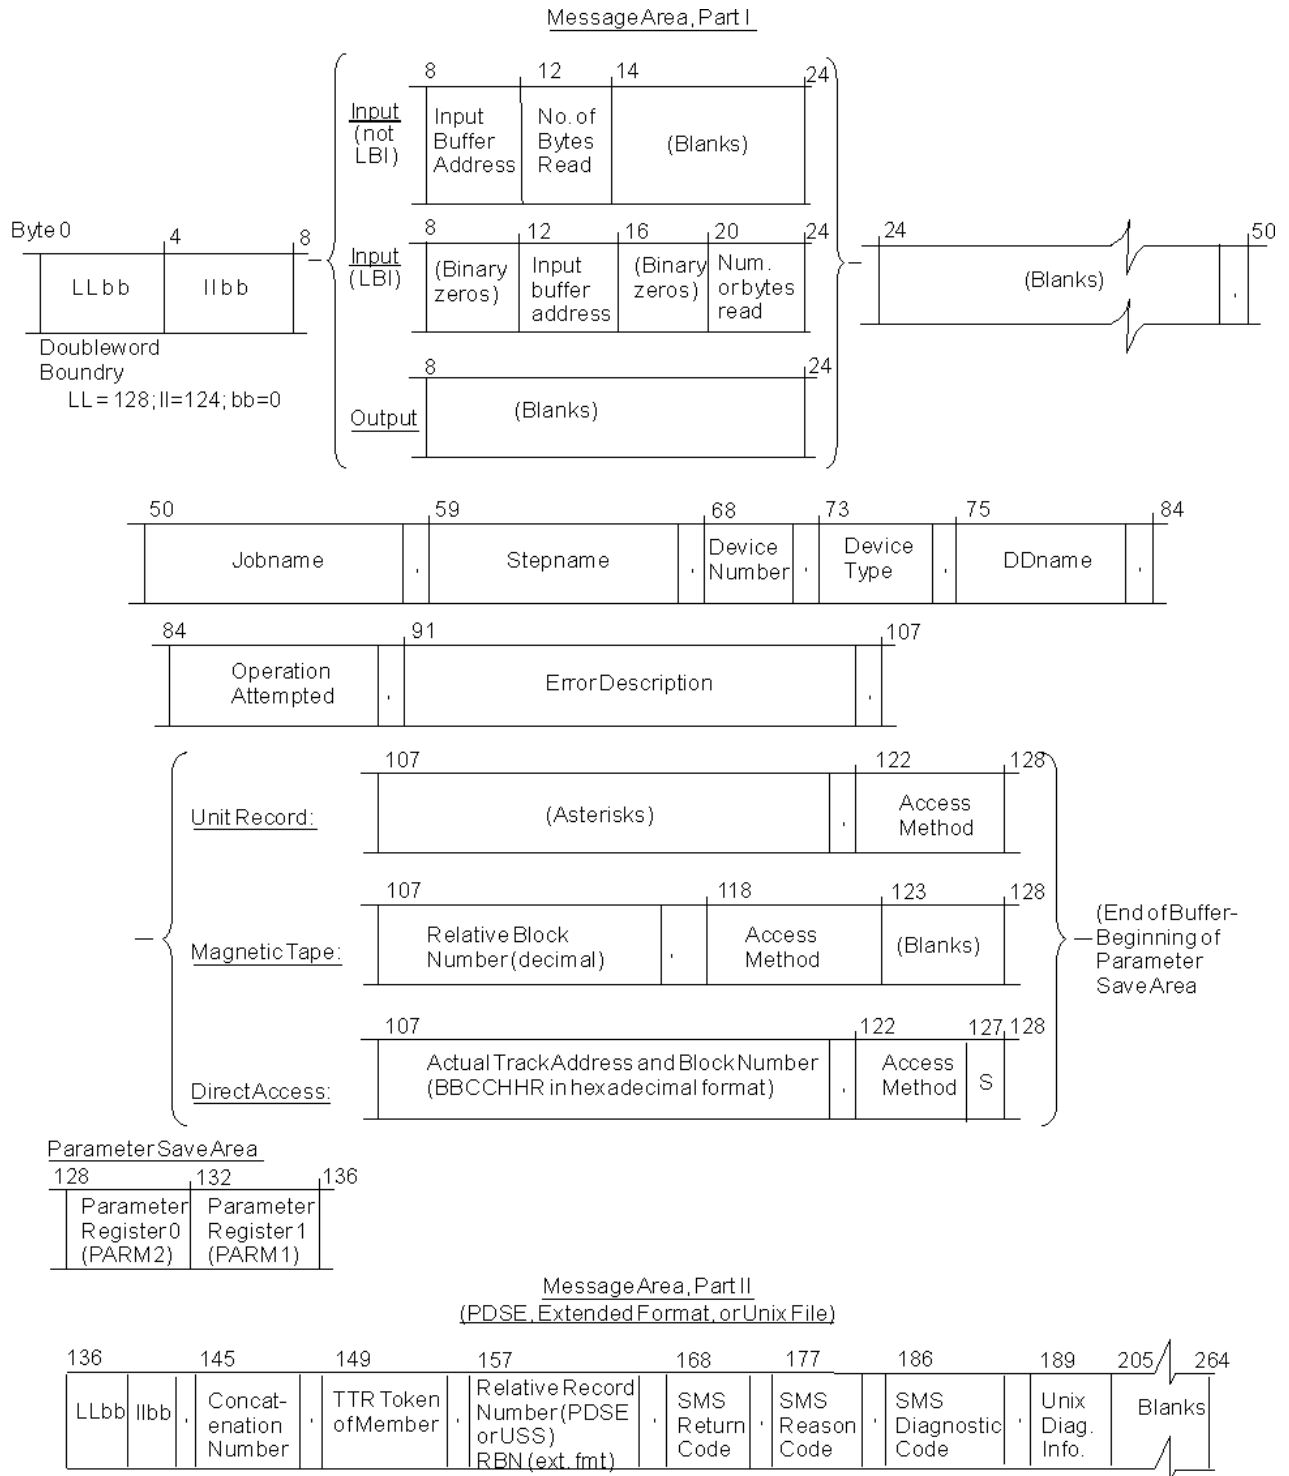 Message Area, Part I
8 12 14 24
Input
(not
LBI)
Input
Buffer
Address
No. of
Bytes
Read
(Blanks)
Byte 0 4 8
LLbb
llbb
Doubleword
Boundry
LL = 128; ll=124; bb=0
8 12 16 20 24
Input
(LBI)
(Binary
zeros)
Input
buffer
address
(Binary
zeros)
Num.
or bytes
read
8 24
Output
(Blanks)
24 50
(Blanks)
,
50 59 68 73 75 84
Jobname
,
Stepname
,
Device
Number
,
Device
Type
,
DDname
,
84 91 107
Operation
Attempted
,
Error Description
,
107 122 128
Unit Record:
(Asterisks)
,
Access
Method
107 118 123 128
Magnetic Tape:
Relative Block
Number (decimal)
,
Access
Method
(Blanks)
107 122 127 128
Direct Access:
Actual Track Address and Block Number
(BBCCHHR in hexadecimal format)
,
Access
Method
S
(End of Buffer-
Beginning of
Parameter
Save Area
Parameter Save Area
128 132 136
Parameter
Register 0
(PARM2)
Parameter
Register 1
(PARM1)
Message Area, Part II
(PDSE, Extended Format, or Unix File)
136 145 149 157 168 177 186 189 205 264
LLbb
llbb
,
Concat-
enation
Number
,
TTR Token
of Member
,
Relative Record
Number (PDSE
or USS)
RBN (ext. fmt)
,
SMS
Return
Code
,
SMS
Reason
Code
,
SMS
Diagnostic
Code
,
Unix
Diag.
Info.
Blanks